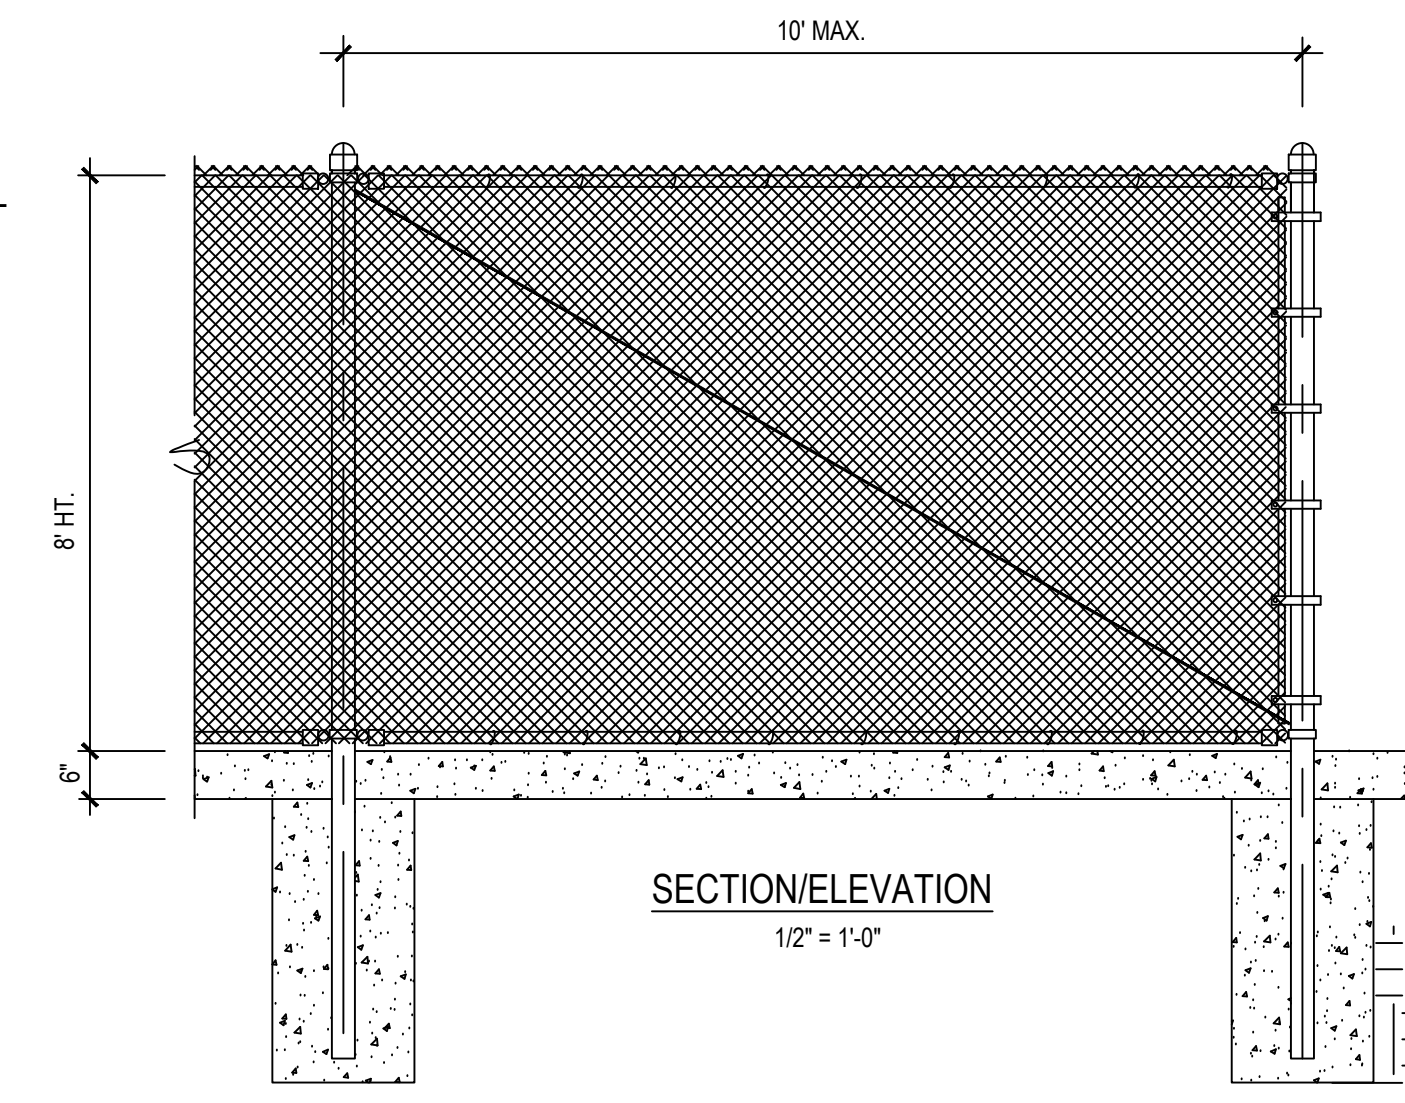 10' MAX.
8' HT.
6"
SECTION/ELEVATION
1/2" = 1'-0"